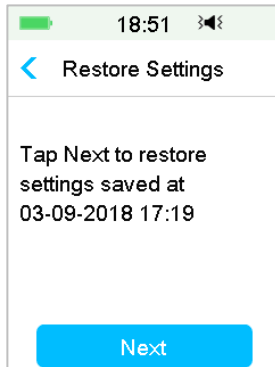 18:51
Restore Settings
Tap Next to restore
settings saved at
03-09-2018 17:19
Next